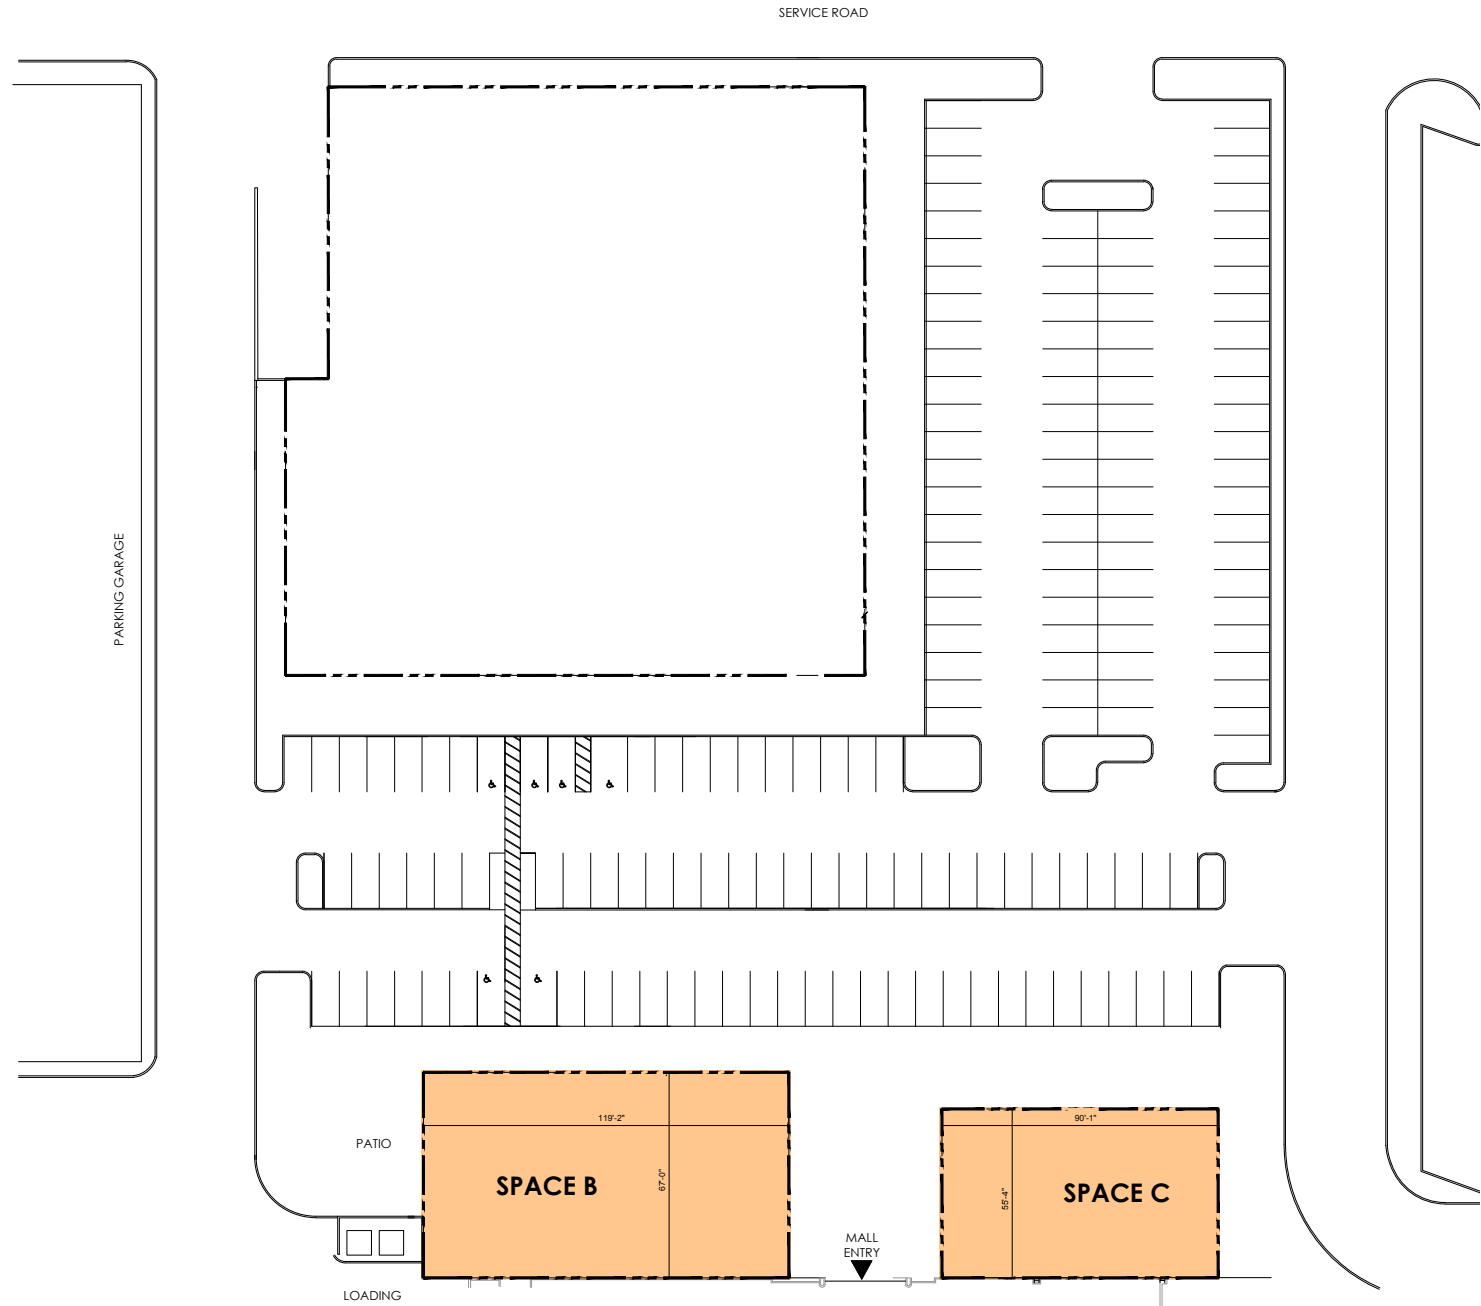 SERVICE ROAD
PARKING GARAGE
119'-2"
90'-1"
PATIO
67'-0"
SPACE B
55'-4"
SPACE C
MALL
ENTRY
LOADING